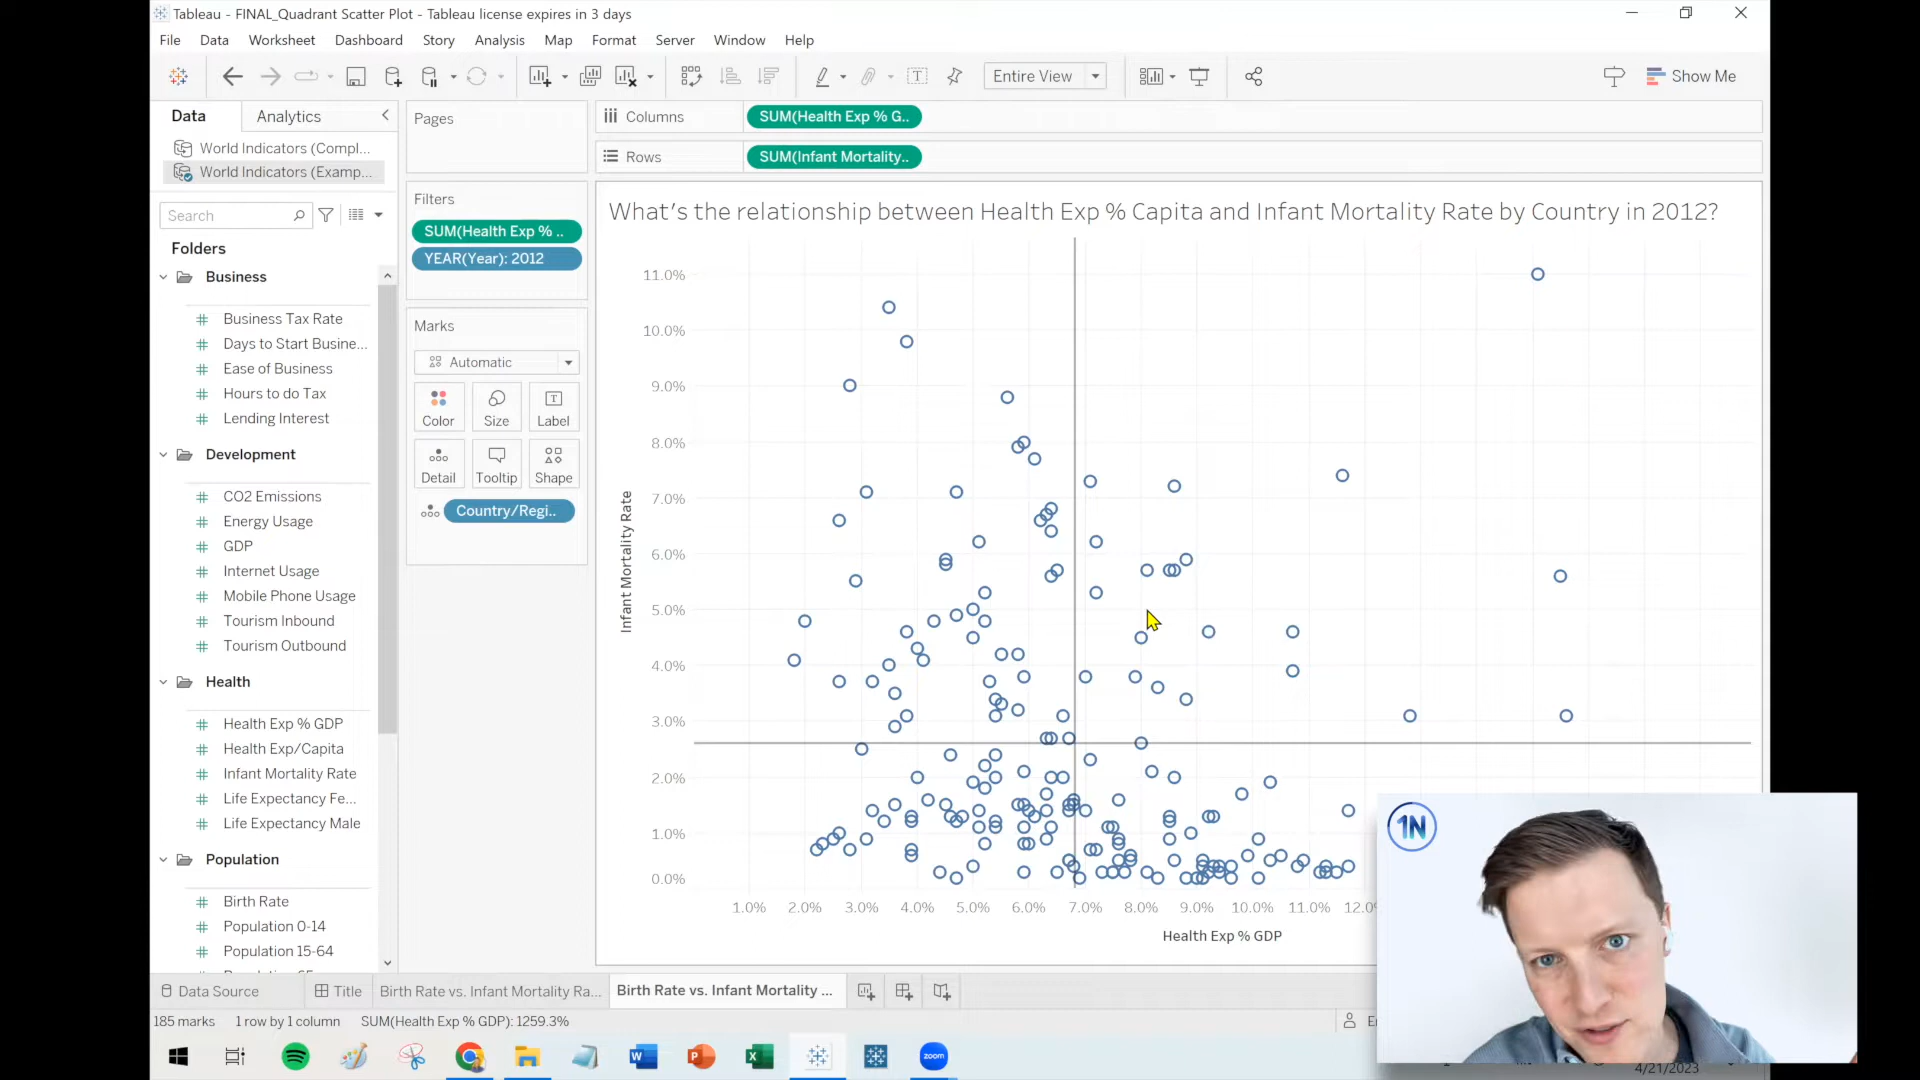 Tableau - FINAL_Quadrant Scatter Plot - Tableau license expires in 3 days
File Data Worksheet Dashboard Story Analysis Map Format Server Window Help
Entire View
Show Me
Data Analytics
World Indicators (Compl...
World Indicators (Examp...
Search
Folders
Business
Business Tax Rate
Days to Start Busine...
Ease of Business
Hours to do Tax
Lending Interest
Development
CO2 Emissions
Energy Usage
GDP
Internet Usage
Mobile Phone Usage
Tourism Inbound
Tourism Outbound
Health
Health Exp % GDP
Health Exp/Capita
Infant Mortality Rate
Life Expectancy Fe...
Life Expectancy Male
Population
Birth Rate
Population 0-14
Population 15-64
Pages
Filters
SUM(Health Exp % ..
YEAR(Year): 2012
Marks
Automatic
Color Size Label
Detail Tooltip Shape
Country/Regi..
Columns SUM(Health Exp % G..
Rows SUM(Infant Mortality..
What's the relationship between Health Exp % Capita and Infant Mortality Rate by Country in 2012?
Infant Mortality Rate
11.0%
10.0%
9.0%
8.0%
7.0%
6.0%
5.0%
4.0%
3.0%
2.0%
1.0%
0.0%
1.0% 2.0% 3.0% 4.0% 5.0% 6.0% 7.0% 8.0% 9.0% 10.0% 11.0% 12.0
Health Exp % GDP
1N
Data Source Title Birth Rate vs. Infant Mortality Ra... Birth Rate vs. Infant Mortality ...
185 marks 1 row by 1 column SUM(Health Exp % GDP): 1259.3%
zoom
4/21/2023